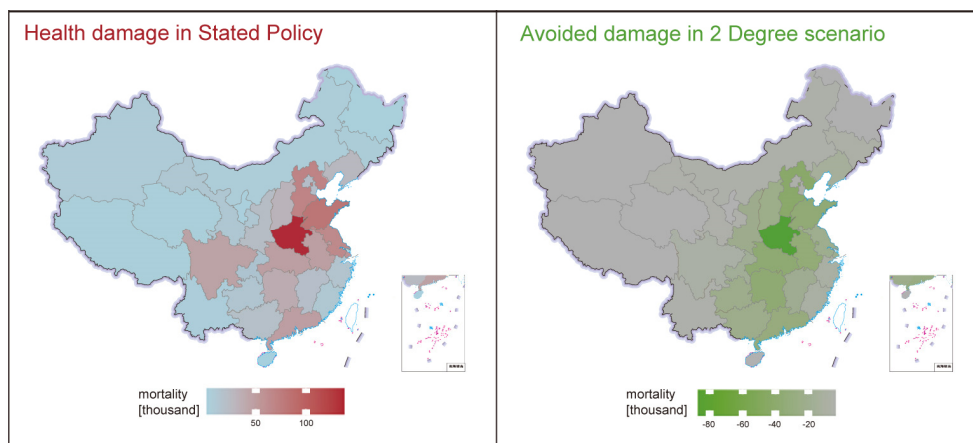 Health damage in Stated Policy
Avoided damage in 2 Degree scenario
mortality
[thousand]
50
100
mortality
[thousand]
-80
-60
-40
-20